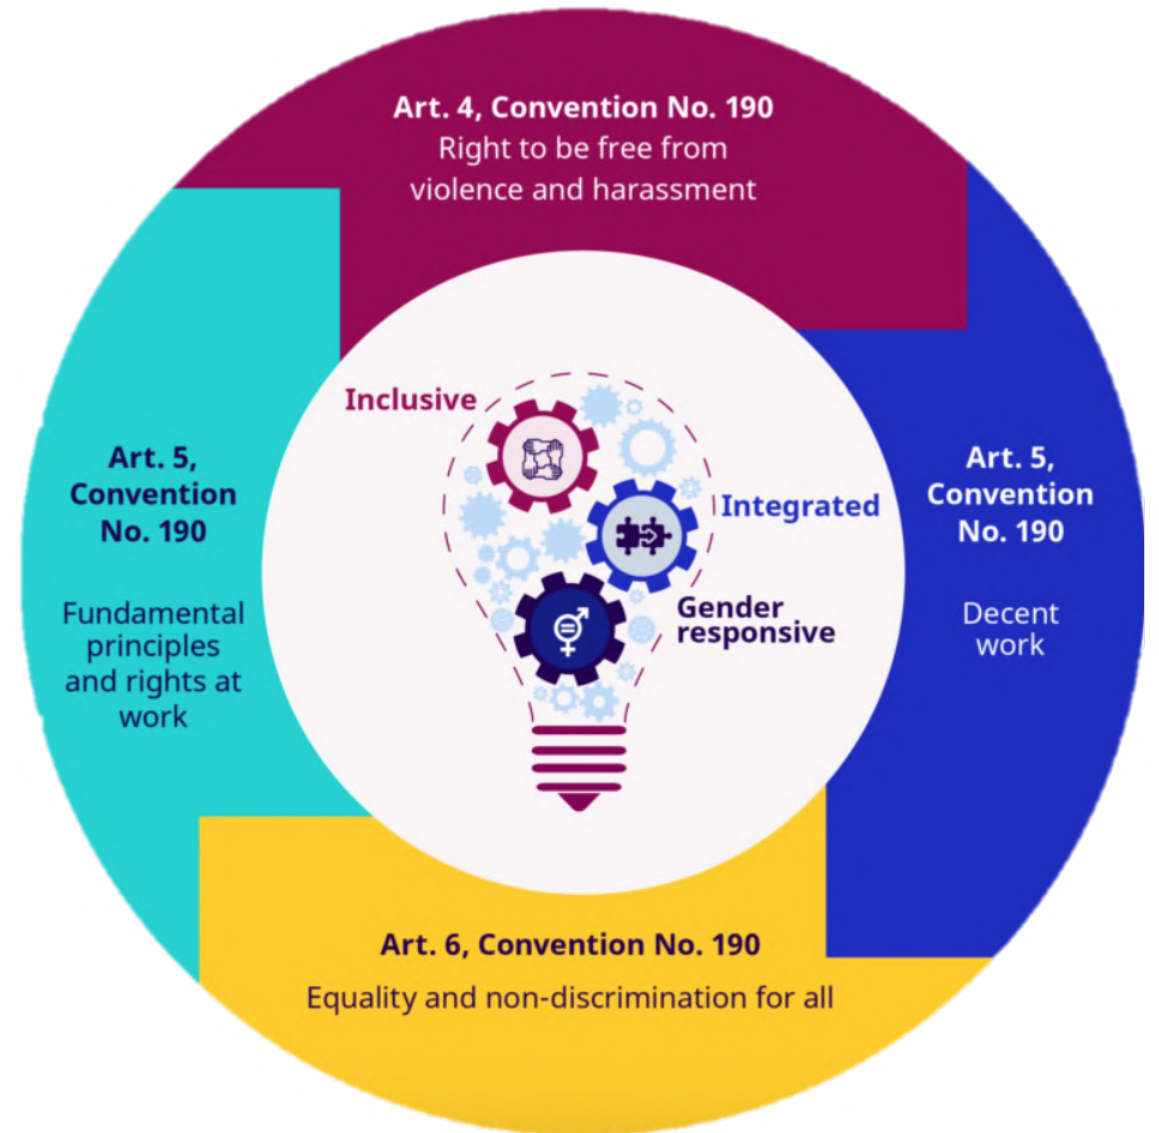 Art. 4, Convention No. 190
Right to be free from
violence and harassment
Inclusive
Integrated
Gender
responsive
Art. 5,
Convention
No. 190
Fundamental
principles
and rights at
work
Art. 5,
Convention
No. 190
Decent
work
Art. 6, Convention No. 190
Equality and non-discrimination for all